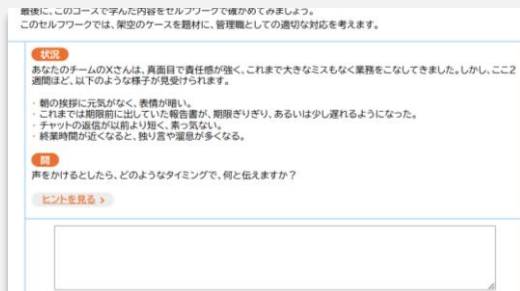 最後に、このコースで学んだ内容をセルフワークで確かめてみましょう。
このセルフワークでは、架空のケースを題材に、管理職としての適切な対応を考えます。
状況
あなたのチームのXさんは、真面目で責任感が強く、これまで大きなミスもなく業務をこなしてきました。しかし、ここ2
週間ほど、以下のような様子が見受けられます。
・朝の挨拶に元気がなく、表情が暗い。
・これまでは期限前に出していた報告書が、期限ぎりぎり、あるいは少し遅れるようになった。
・チャットの返信が以前より短く、素っ気ない。
・終業時間が近くなると、独り言や溜息が多くなる。
問
声をかけるとしたら、どのようなタイミングで、何と伝えますか？
ヒントを見る ›